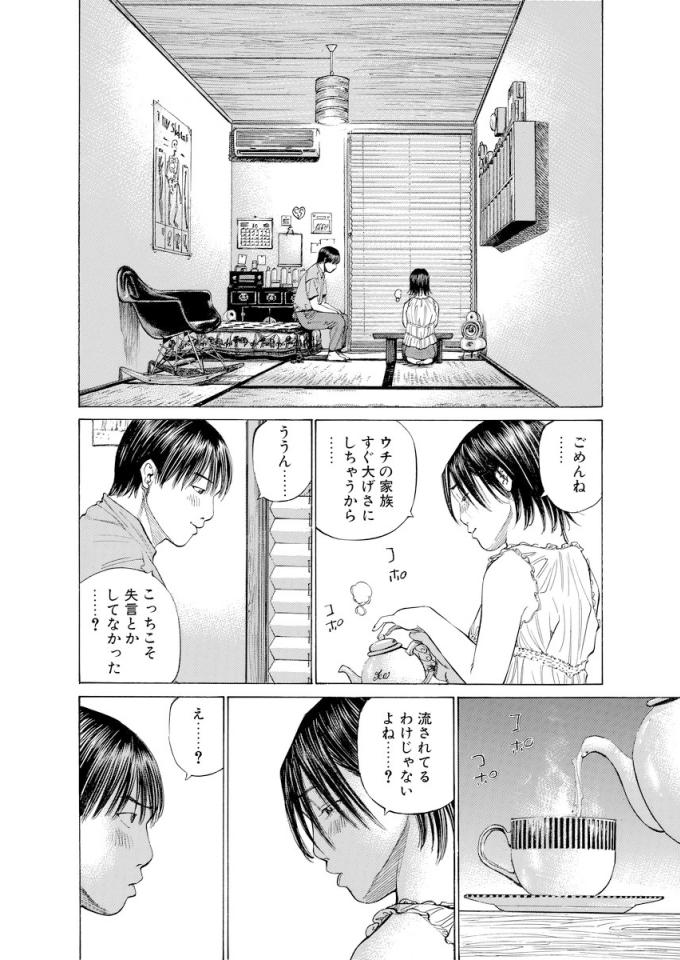 ごめんね
……
ウチの家族
すぐ大げさに
しちゃうから
コポ
コポ
ううん……
こっちこそ
失言とか
してなかった
……?
コポ
コポ
流されてる
わけじゃない
よね……?
え……?